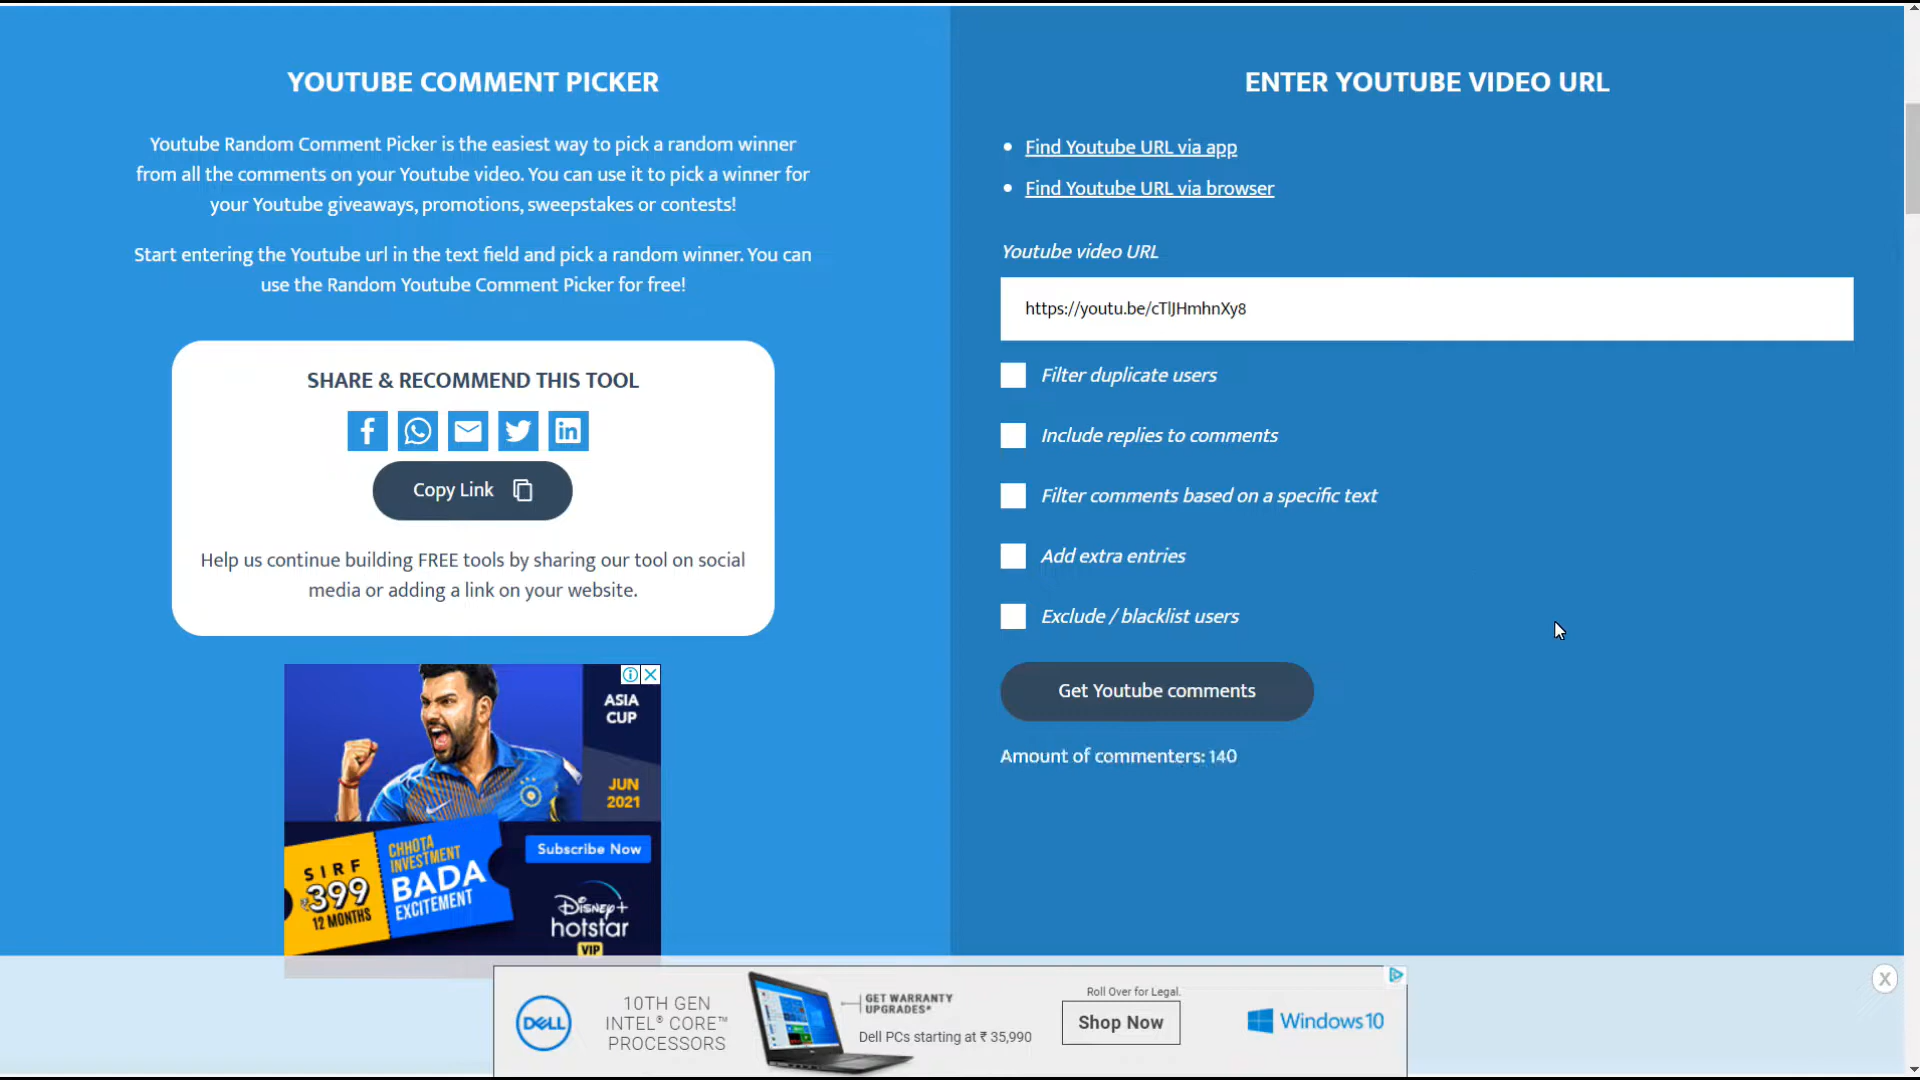 YOUTUBE COMMENT PICKER
Youtube Random Comment Picker is the easiest way to pick a random winner
from all the comments on your Youtube video. You can use it to pick a winner for
your Youtube giveaways, promotions, sweepstakes or contests!
Start entering the Youtube url in the text field and pick a random winner. You can
use the Random Youtube Comment Picker for free!
SHARE & RECOMMEND THIS TOOL
Copy Link
Help us continue building FREE tools by sharing our tool on social
media or adding a link on your website.
ASIA
CUP
JUN
2021
SIRF
₹399
12 MONTHS
CHHOTA
INVESTMENT
BADA
EXCITEMENT
Subscribe Now
Disney+
hotstar
VIP
ENTER YOUTUBE VIDEO URL
Find Youtube URL via app
Find Youtube URL via browser
Youtube video URL
https://youtu.be/cTlJHmhnXy8
Filter duplicate users
Include replies to comments
Filter comments based on a specific text
Add extra entries
Exclude / blacklist users
Get Youtube comments
Amount of commenters: 140
DELL
10TH GEN
INTEL® CORE™
PROCESSORS
GET WARRANTY
UPGRADES*
Dell PCs starting at ₹ 35,990
Roll Over for Legal.
Shop Now
Windows 10
X